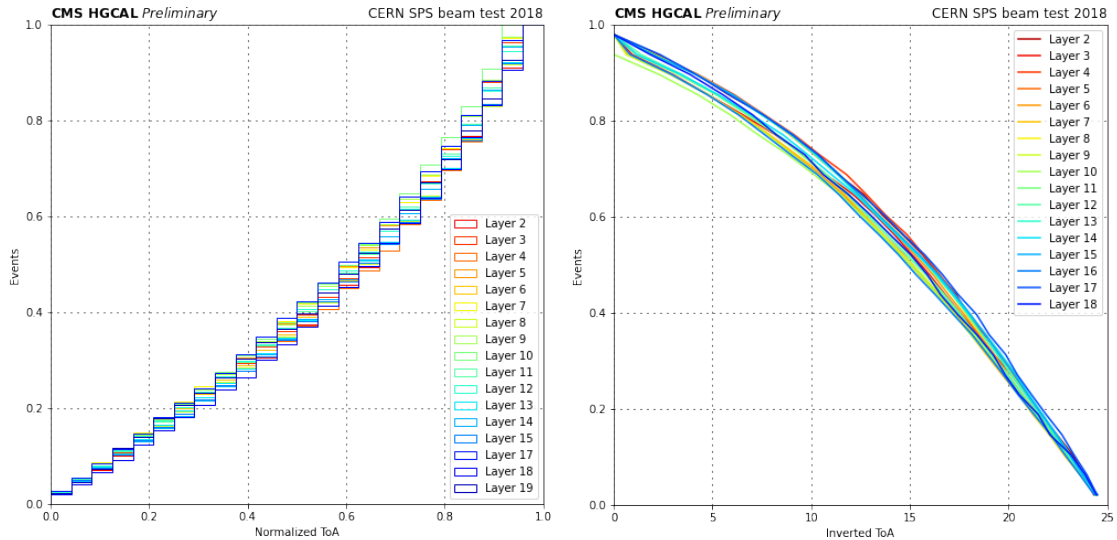 CMS HGCAL Preliminary CERN SPS beam test 2018
1.0
0.8
0.6
0.4
0.2
0.0
Events
Layer 2
Layer 3
Layer 4
Layer 5
Layer 6
Layer 7
Layer 8
Layer 9
Layer 10
Layer 11
Layer 12
Layer 13
Layer 14
Layer 15
Layer 17
Layer 18
Layer 19
0.0 0.2 0.4 0.6 0.8 1.0
Normalized ToA
CMS HGCAL Preliminary CERN SPS beam test 2018
1.0
0.8
0.6
0.4
0.2
0.0
Events
Layer 2
Layer 3
Layer 4
Layer 5
Layer 6
Layer 7
Layer 8
Layer 9
Layer 10
Layer 11
Layer 12
Layer 13
Layer 14
Layer 15
Layer 16
Layer 17
Layer 18
0 5 10 15 20 25
Inverted ToA